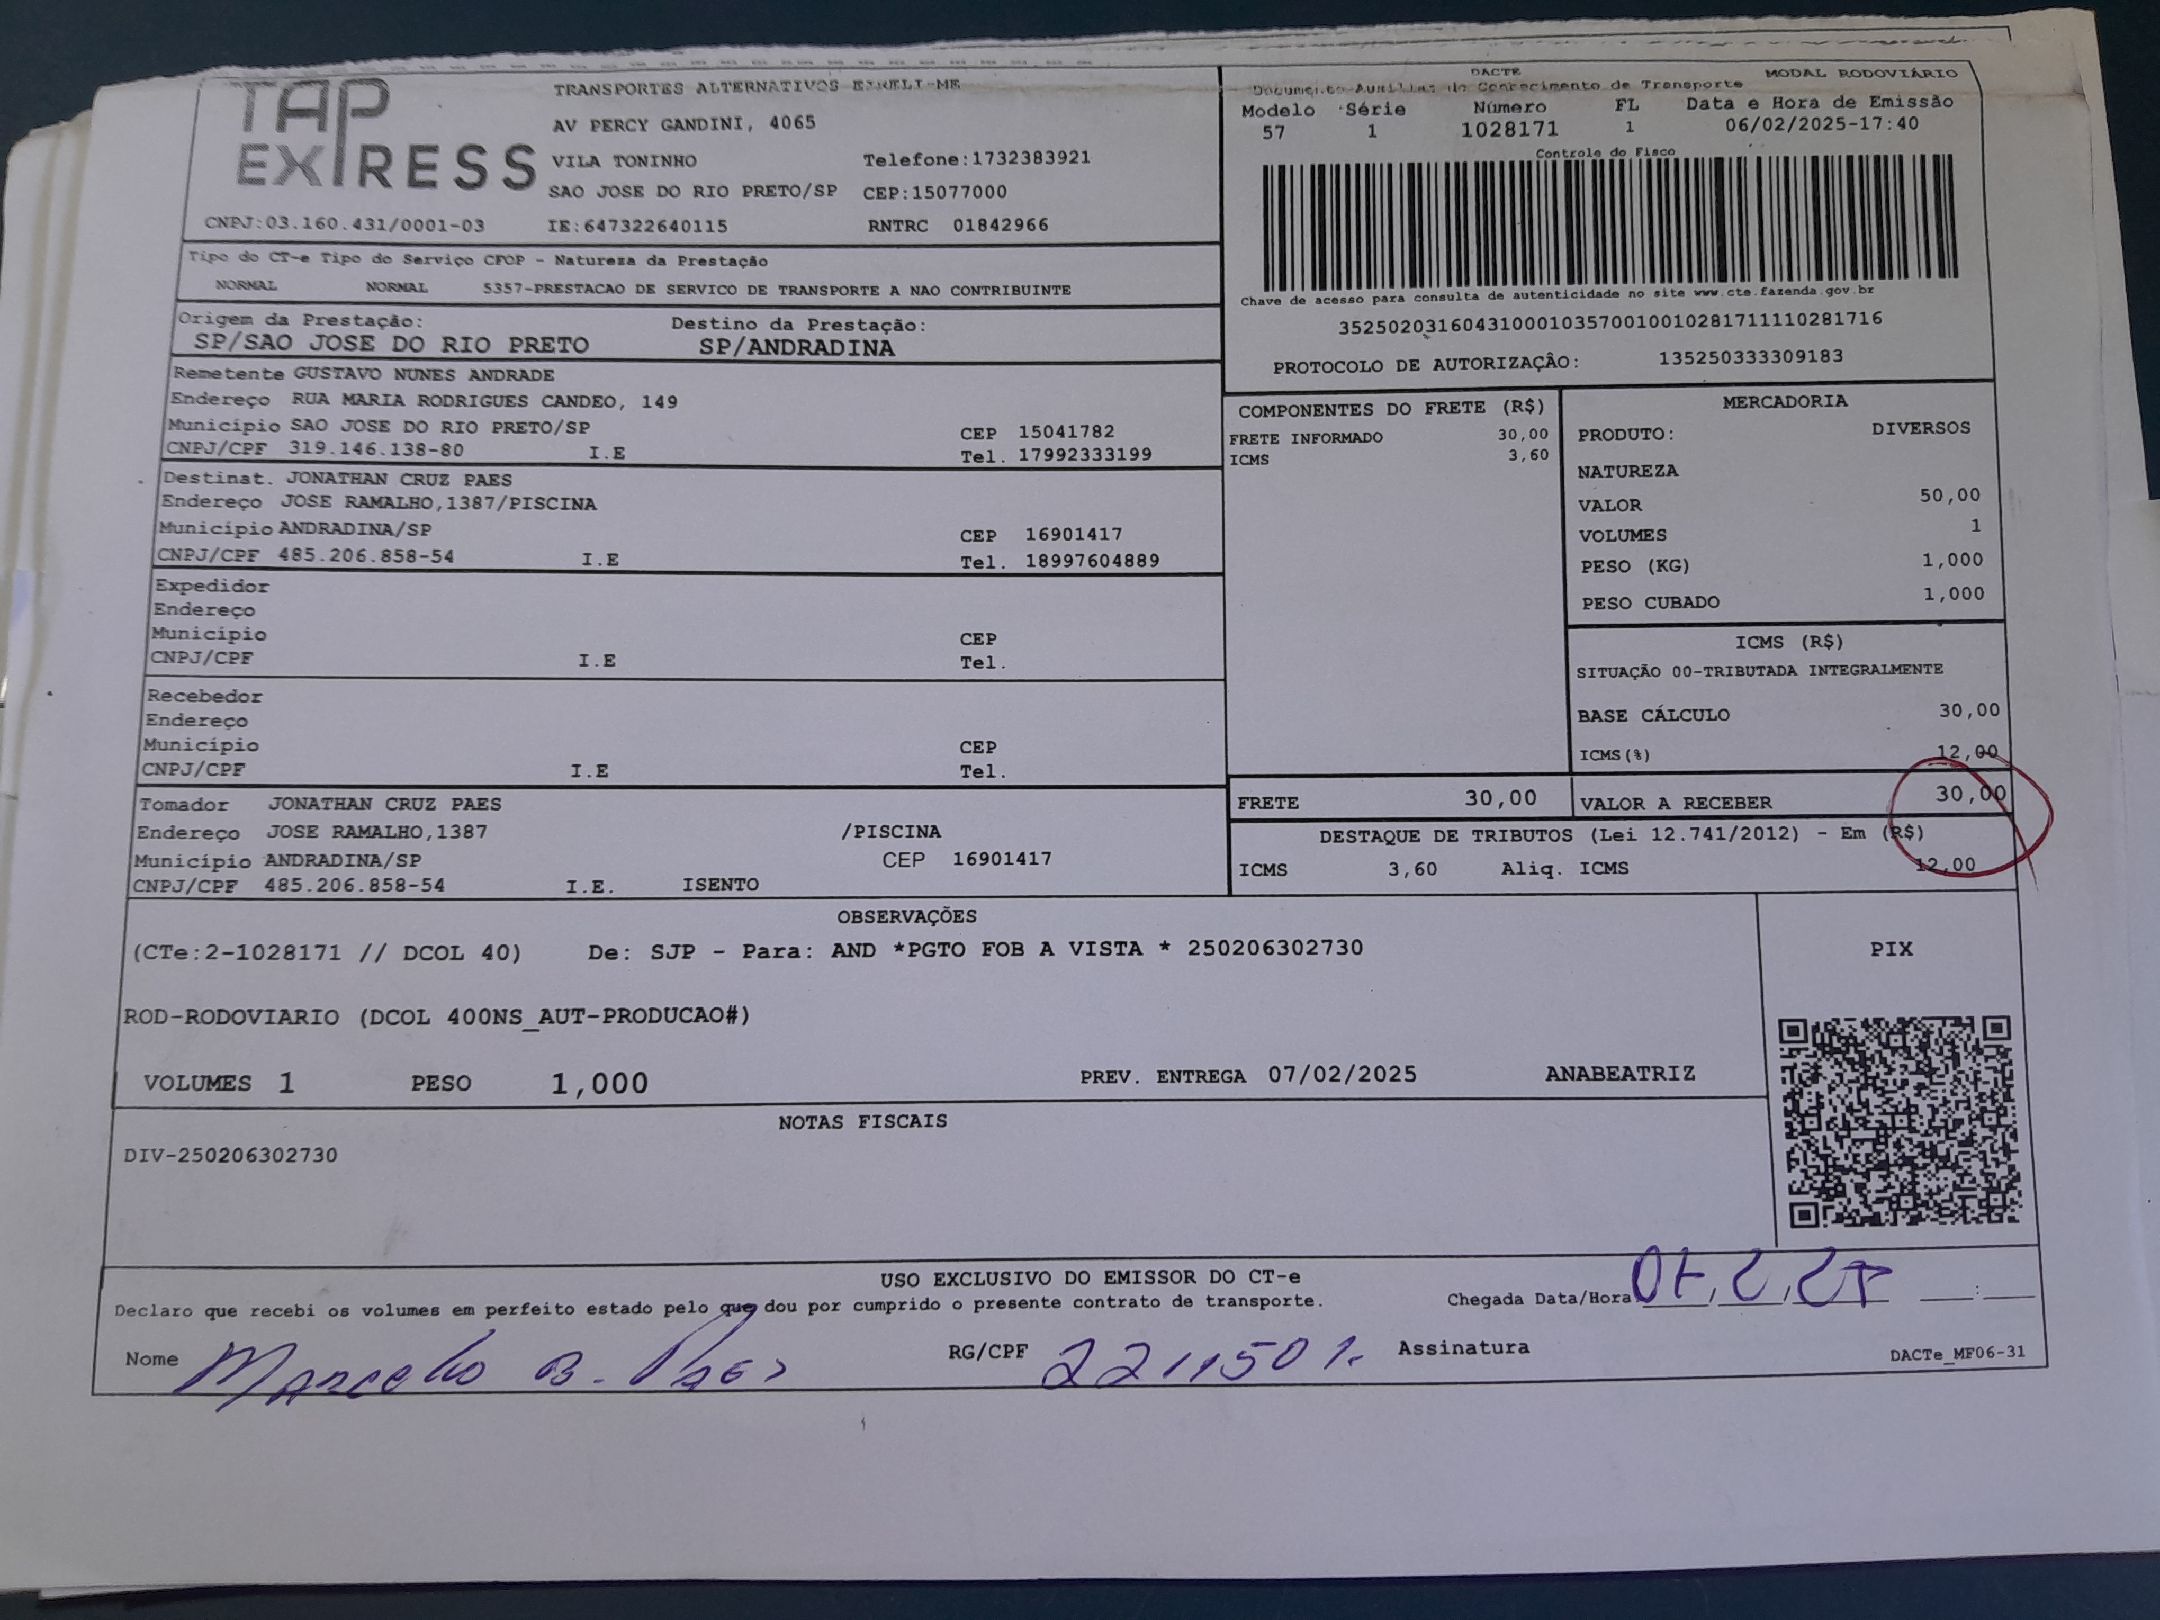 TAP EXPRESS
TRANSPORTES ALTERNATIVOS EIRELI-ME
AV PERCY GANDINI, 4065
VILA TONINHO Telefone:1732383921
SAO JOSE DO RIO PRETO/SP CEP:15077000
CNPJ:03.160.431/0001-03 IE:647322640115 RNTRC 01842966
DACTE MODAL RODOVIÁRIO
Documento Auxiliar do Conhecimento de Transporte
Modelo Série Número FL Data e Hora de Emissão
57 1 1028171 1 06/02/2025-17:40
Controle do Fisco
Chave de acesso para consulta de autenticidade no site www.cte.fazenda.gov.br
35250203160431000103570010010281711110281716
PROTOCOLO DE AUTORIZAÇÂO: 135250333309183
Tipo do CT-e Tipo do Serviço CFOP - Natureza da Prestação
NORMAL NORMAL 5357-PRESTACAO DE SERVICO DE TRANSPORTE A NAO CONTRIBUINTE
Origem da Prestação: Destino da Prestação:
SP/SAO JOSE DO RIO PRETO SP/ANDRADINA
Remetente GUSTAVO NUNES ANDRADE
Endereço RUA MARIA RODRIGUES CANDEO, 149
Município SAO JOSE DO RIO PRETO/SP CEP 15041782
CNPJ/CPF 319.146.138-80 I.E Tel. 17992333199
Destinat. JONATHAN CRUZ PAES
Endereço JOSE RAMALHO,1387/PISCINA
Município ANDRADINA/SP CEP 16901417
CNPJ/CPF 485.206.858-54 I.E Tel. 18997604889
Expedidor
Endereço
Município CEP
CNPJ/CPF I.E Tel.
Recebedor
Endereço
Município CEP
CNPJ/CPF I.E Tel.
Tomador JONATHAN CRUZ PAES
Endereço JOSE RAMALHO,1387 /PISCINA
Município ANDRADINA/SP CEP 16901417
CNPJ/CPF 485.206.858-54 I.E. ISENTO
COMPONENTES DO FRETE (R$)
FRETE INFORMADO 30,00
ICMS 3,60
MERCADORIA
PRODUTO: DIVERSOS
NATUREZA
VALOR 50,00
VOLUMES 1
PESO (KG) 1,000
PESO CUBADO 1,000
ICMS (R$)
SITUAÇÃO 00-TRIBUTADA INTEGRALMENTE
BASE CÁLCULO 30,00
ICMS(%) 12,00
FRETE 30,00 VALOR A RECEBER 30,00
DESTAQUE DE TRIBUTOS (Lei 12.741/2012) - Em (R$)
ICMS 3,60 Aliq. ICMS 12,00
OBSERVAÇÕES
(CTe:2-1028171 // DCOL 40) De: SJP - Para: AND *PGTO FOB A VISTA * 250206302730
ROD-RODOVIARIO (DCOL 400NS_AUT-PRODUCAO#)
VOLUMES 1 PESO 1,000 PREV. ENTREGA 07/02/2025 ANABEATRIZ
PIX
NOTAS FISCAIS
DIV-250206302730
USO EXCLUSIVO DO EMISSOR DO CT-e
Declaro que recebi os volumes em perfeito estado pelo que dou por cumprido o presente contrato de transporte.
Chegada Data/Hora
Nome Marcelo B. Paes RG/CPF Assinatura
DACTe_MF06-31